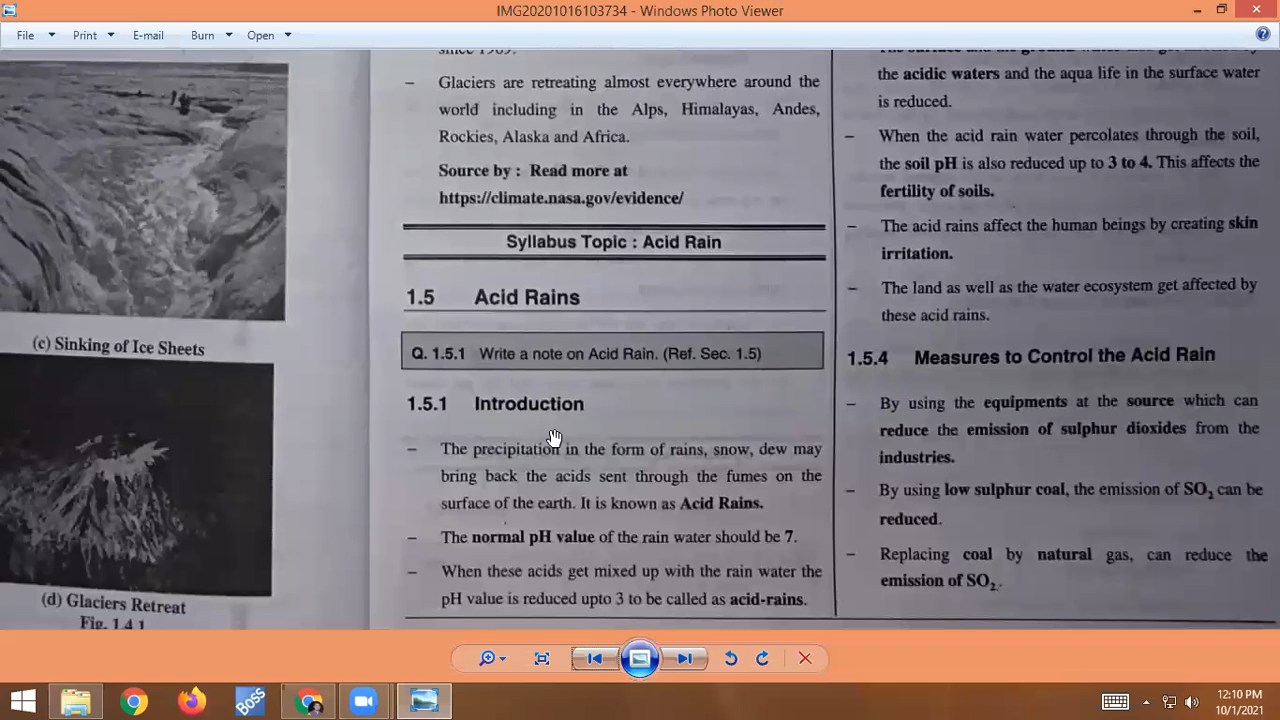 IMG20201016103734 - Windows Photo Viewer
File Print E-mail Burn Open
(c) Sinking of Ice Sheets
(d) Glaciers Retreat
Fig. 1.4.1
since 1969.
– Glaciers are retreating almost everywhere around the
world including in the Alps, Himalayas, Andes,
Rockies, Alaska and Africa.
Source by : Read more at
https://climate.nasa.gov/evidence/
Syllabus Topic : Acid Rain
1.5 Acid Rains
Q. 1.5.1 Write a note on Acid Rain. (Ref. Sec. 1.5)
1.5.1 Introduction
– The precipitation in the form of rains, snow, dew may
bring back the acids sent through the fumes on the
surface of the earth. It is known as Acid Rains.
– The normal pH value of the rain water should be 7.
– When these acids get mixed up with the rain water the
pH value is reduced upto 3 to be called as acid-rains.
The surface and the ground water
the acidic waters and the aqua life in the surface water
is reduced.
– When the acid rain water percolates through the soil,
the soil pH is also reduced up to 3 to 4. This affects the
fertility of soils.
– The acid rains affect the human beings by creating skin
irritation.
– The land as well as the water ecosystem get affected by
these acid rains.
1.5.4 Measures to Control the Acid Rain
– By using the equipments at the source which can
reduce the emission of sulphur dioxides from the
industries.
– By using low sulphur coal, the emission of SO₂ can be
reduced.
– Replacing coal by natural gas, can reduce the
emission of SO₂.
BOSS
12:10 PM
10/1/2021